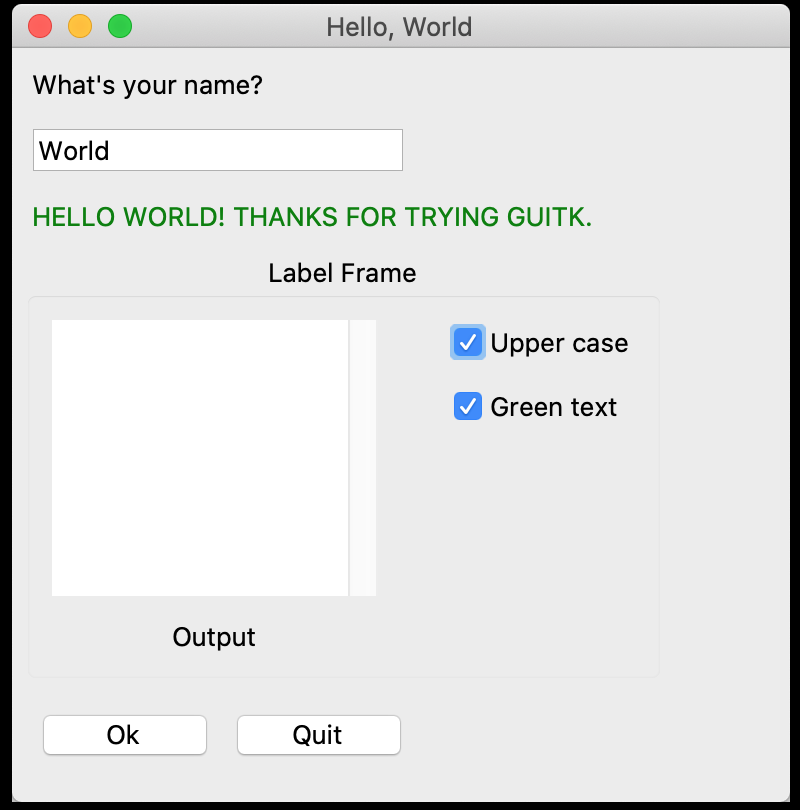 Hello, World
What's your name?
World
HELLO WORLD! THANKS FOR TRYING GUITK.
Label Frame
Upper case
Green text
Output
Ok
Quit